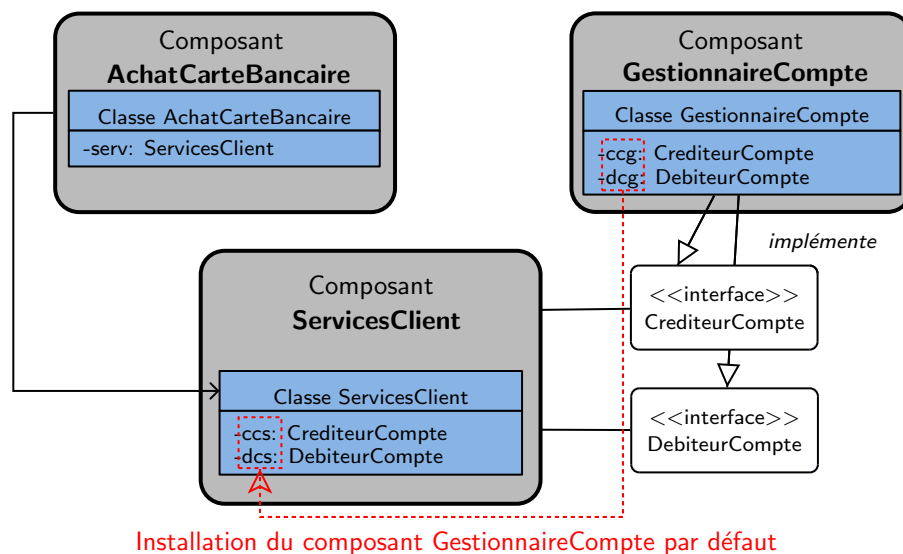 Composant
AchatCarteBancaire
Classe AchatCarteBancaire
-serv: ServicesClient
Composant
GestionnaireCompte
Classe GestionnaireCompte
-ccg: CrediteurCompte
-dcg: DebiteurCompte
implémente
Composant
ServicesClient
Classe ServicesClient
-ccs: CrediteurCompte
-dcs: DebiteurCompte
<<interface>>
CrediteurCompte
<<interface>>
DebiteurCompte
Installation du composant GestionnaireCompte par défaut